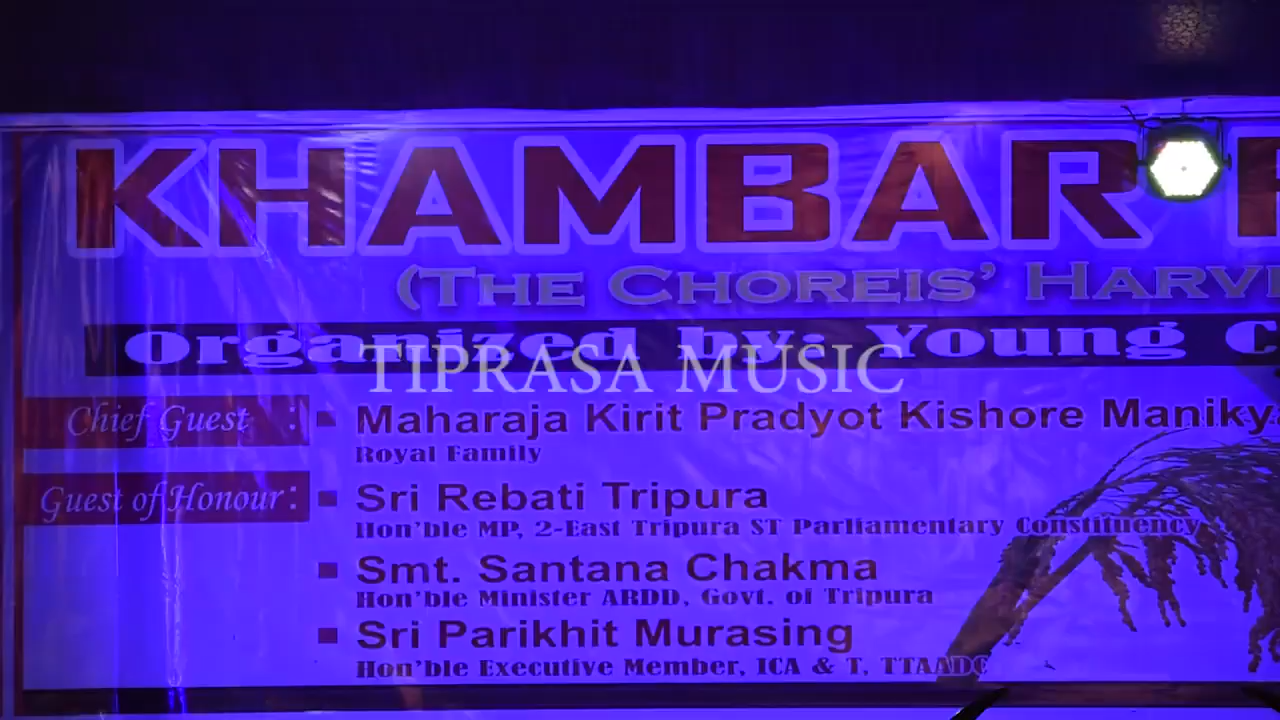 KHAMBAR
(THE CHOREIS' HARV
Organized by: Young C
TIPRASA MUSIC
Chief Guest : Maharaja Kirit Pradyot Kishore Maniky
Royal Family
Guest of Honour: Sri Rebati Tripura
Hon'ble MP, 2-East Tripura ST Parliamentary Constituency
Smt. Santana Chakma
Hon'ble Minister ARDD, Govt. of Tripura
Sri Parikhit Murasing
Hon'ble Executive Member, ICA & T, TTAADC